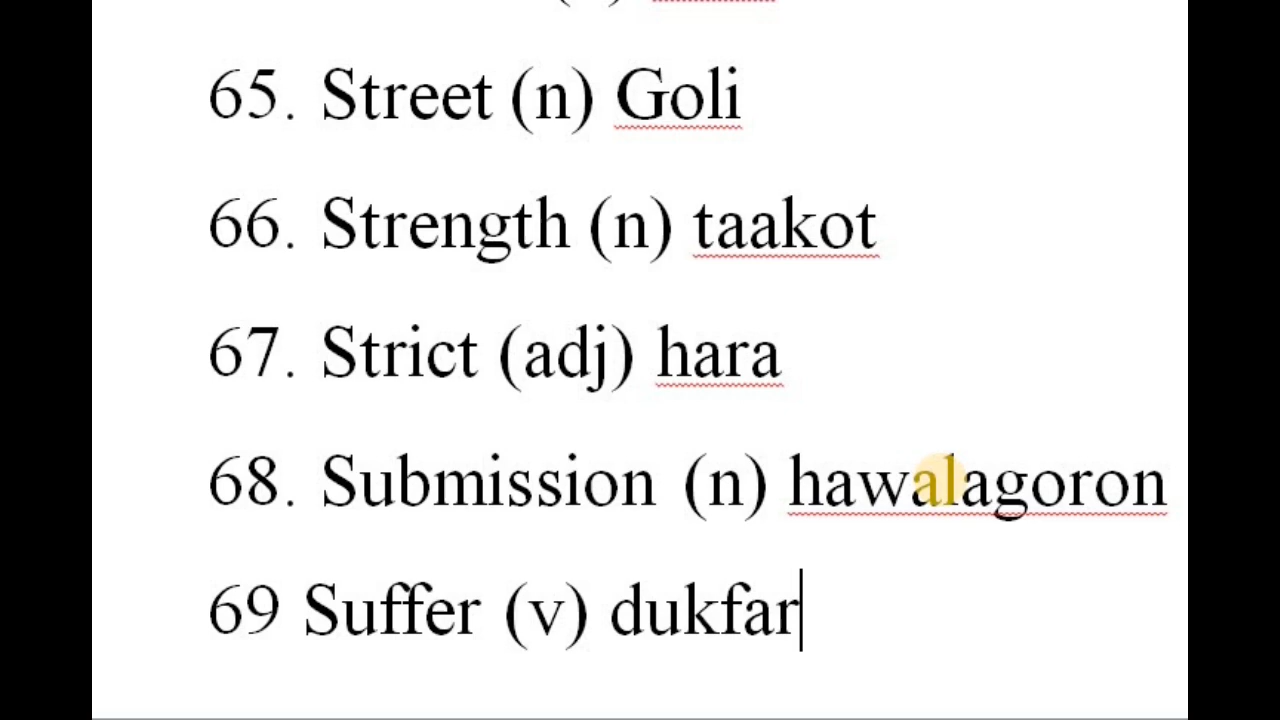 65. Street (n) Goli
66. Strength (n) taakot
67. Strict (adj) hara
68. Submission (n) hawalagoron
69 Suffer (v) dukfar